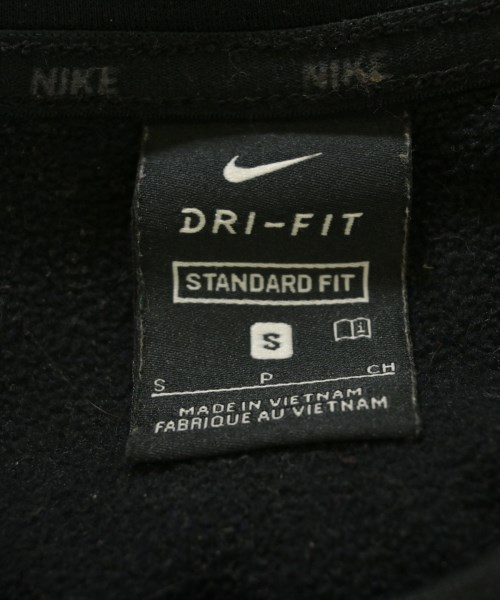 NIKE NIKE
DRI-FIT
STANDARD FIT
S
i
S P CH
MADE IN VIETNAM
FABRIQUE AU VIETNAM